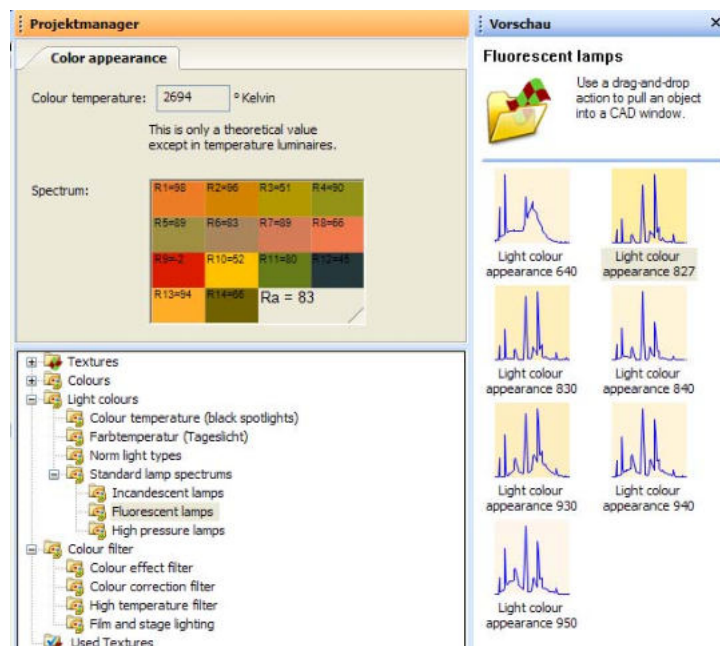 Projektmanager
Color appearance
Colour temperature: 2694 ° Kelvin
This is only a theoretical value
except in temperature luminaires.
Spectrum:
R1=98 R2=96 R3=51 R4=90
R5=89 R6=83 R7=89 R8=66
R9=-2 R10=52 R11=80 R12=45
R13=94 R14=66 Ra = 83
Textures
Colours
Light colours
Colour temperature (black spotlights)
Farbtemperatur (Tageslicht)
Norm light types
Standard lamp spectrums
Incandescent lamps
Fluorescent lamps
High pressure lamps
Colour filter
Colour effect filter
Colour correction filter
High temperature filter
Film and stage lighting
Used Textures
Vorschau
Fluorescent lamps
Use a drag-and-drop
action to pull an object
into a CAD window.
Light colour
appearance 640
Light colour
appearance 827
Light colour
appearance 830
Light colour
appearance 840
Light colour
appearance 930
Light colour
appearance 940
Light colour
appearance 950